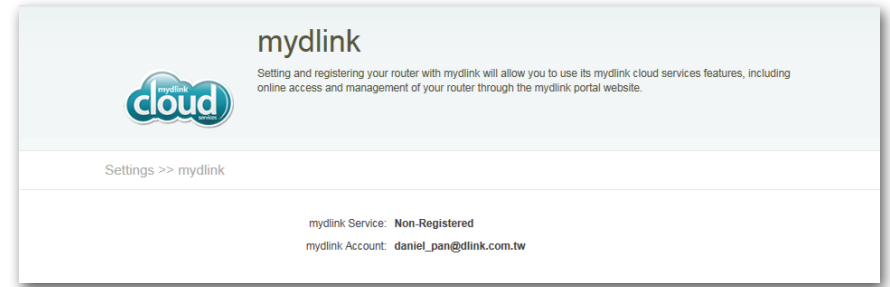 mydlink
Setting and registering your router with mydlink will allow you to use its mydlink cloud services features, including
online access and management of your router through the mydlink portal website.
mydlink
cloud
services
Settings >> mydlink
mydlink Service: Non-Registered
mydlink Account: daniel_pan@dlink.com.tw